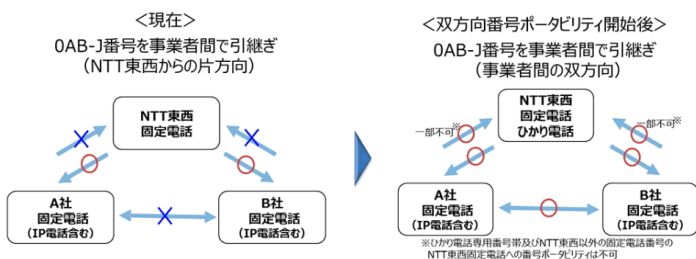 ＜現在＞
0AB-J番号を事業者間で引継ぎ
（NTT東西からの片方向）
NTT東西
固定電話
A社
固定電話
(IP電話含む)
B社
固定電話
(IP電話含む)
＜双方向番号ポータビリティ開始後＞
0AB-J番号を事業者間で引継ぎ
（事業者間の双方向）
NTT東西
固定電話
ひかり電話
一部不可※
一部不可※
A社
固定電話
(IP電話含む)
B社
固定電話
(IP電話含む)
※ひかり電話専用番号帯及びNTT東西以外の固定電話番号の
NTT東西固定電話への番号ポータビリティは不可